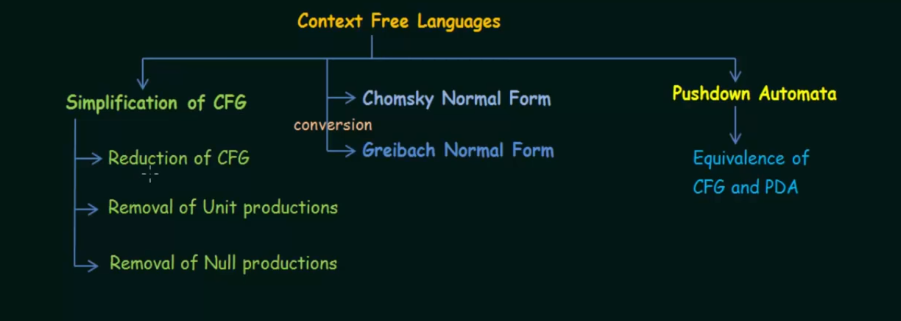 Context Free Languages
Simplification of CFG
Reduction of CFG
Removal of Unit productions
Removal of Null productions
Chomsky Normal Form
conversion
Greibach Normal Form
Pushdown Automata
Equivalence of
CFG and PDA